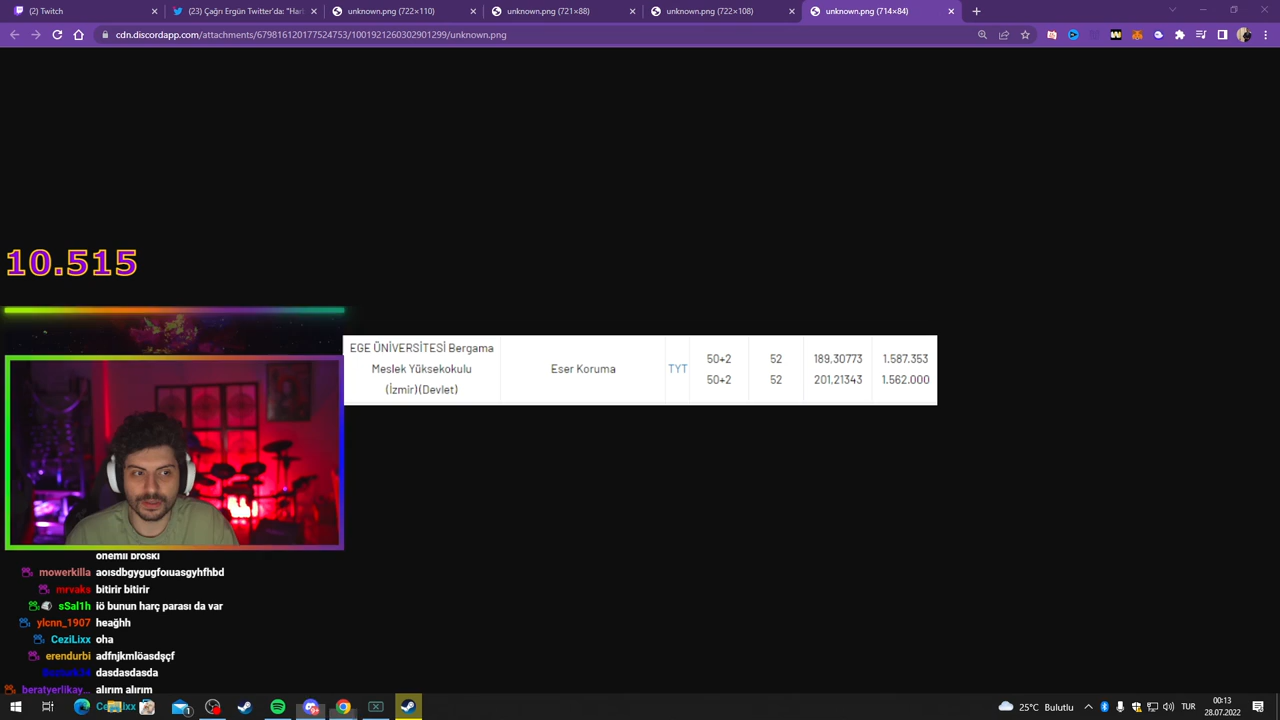 (2) Twitch
(23) Çağrı Ergün Twitter'da: "Harl
unknown.png (722×110)
unknown.png (721×88)
unknown.png (722×108)
unknown.png (714×84)
cdn.discordapp.com/attachments/679816120177524753/1001921260302901299/unknown.png
10.515
EGE ÜNİVERSİTESİ Bergama
Meslek Yüksekokulu
(İzmir)(Devlet)
Eser Koruma
TYT
50+2
50+2
52
52
189,30773
201,21343
1.587.353
1.562.000
önemli broski
mowerkilla aoısdbgygugfoıuasgyhfhbd
mrvaks bitirir bitirir
sSal1h iö bunun harç parası da var
ylcnn_1907 heağhh
CeziLixx oha
erendurbi adfnjkmlöasdşçf
dasdasdasda
beratyerlikay... alırım alırım
25°C Bulutlu
TUR
00:13
28.07.2022